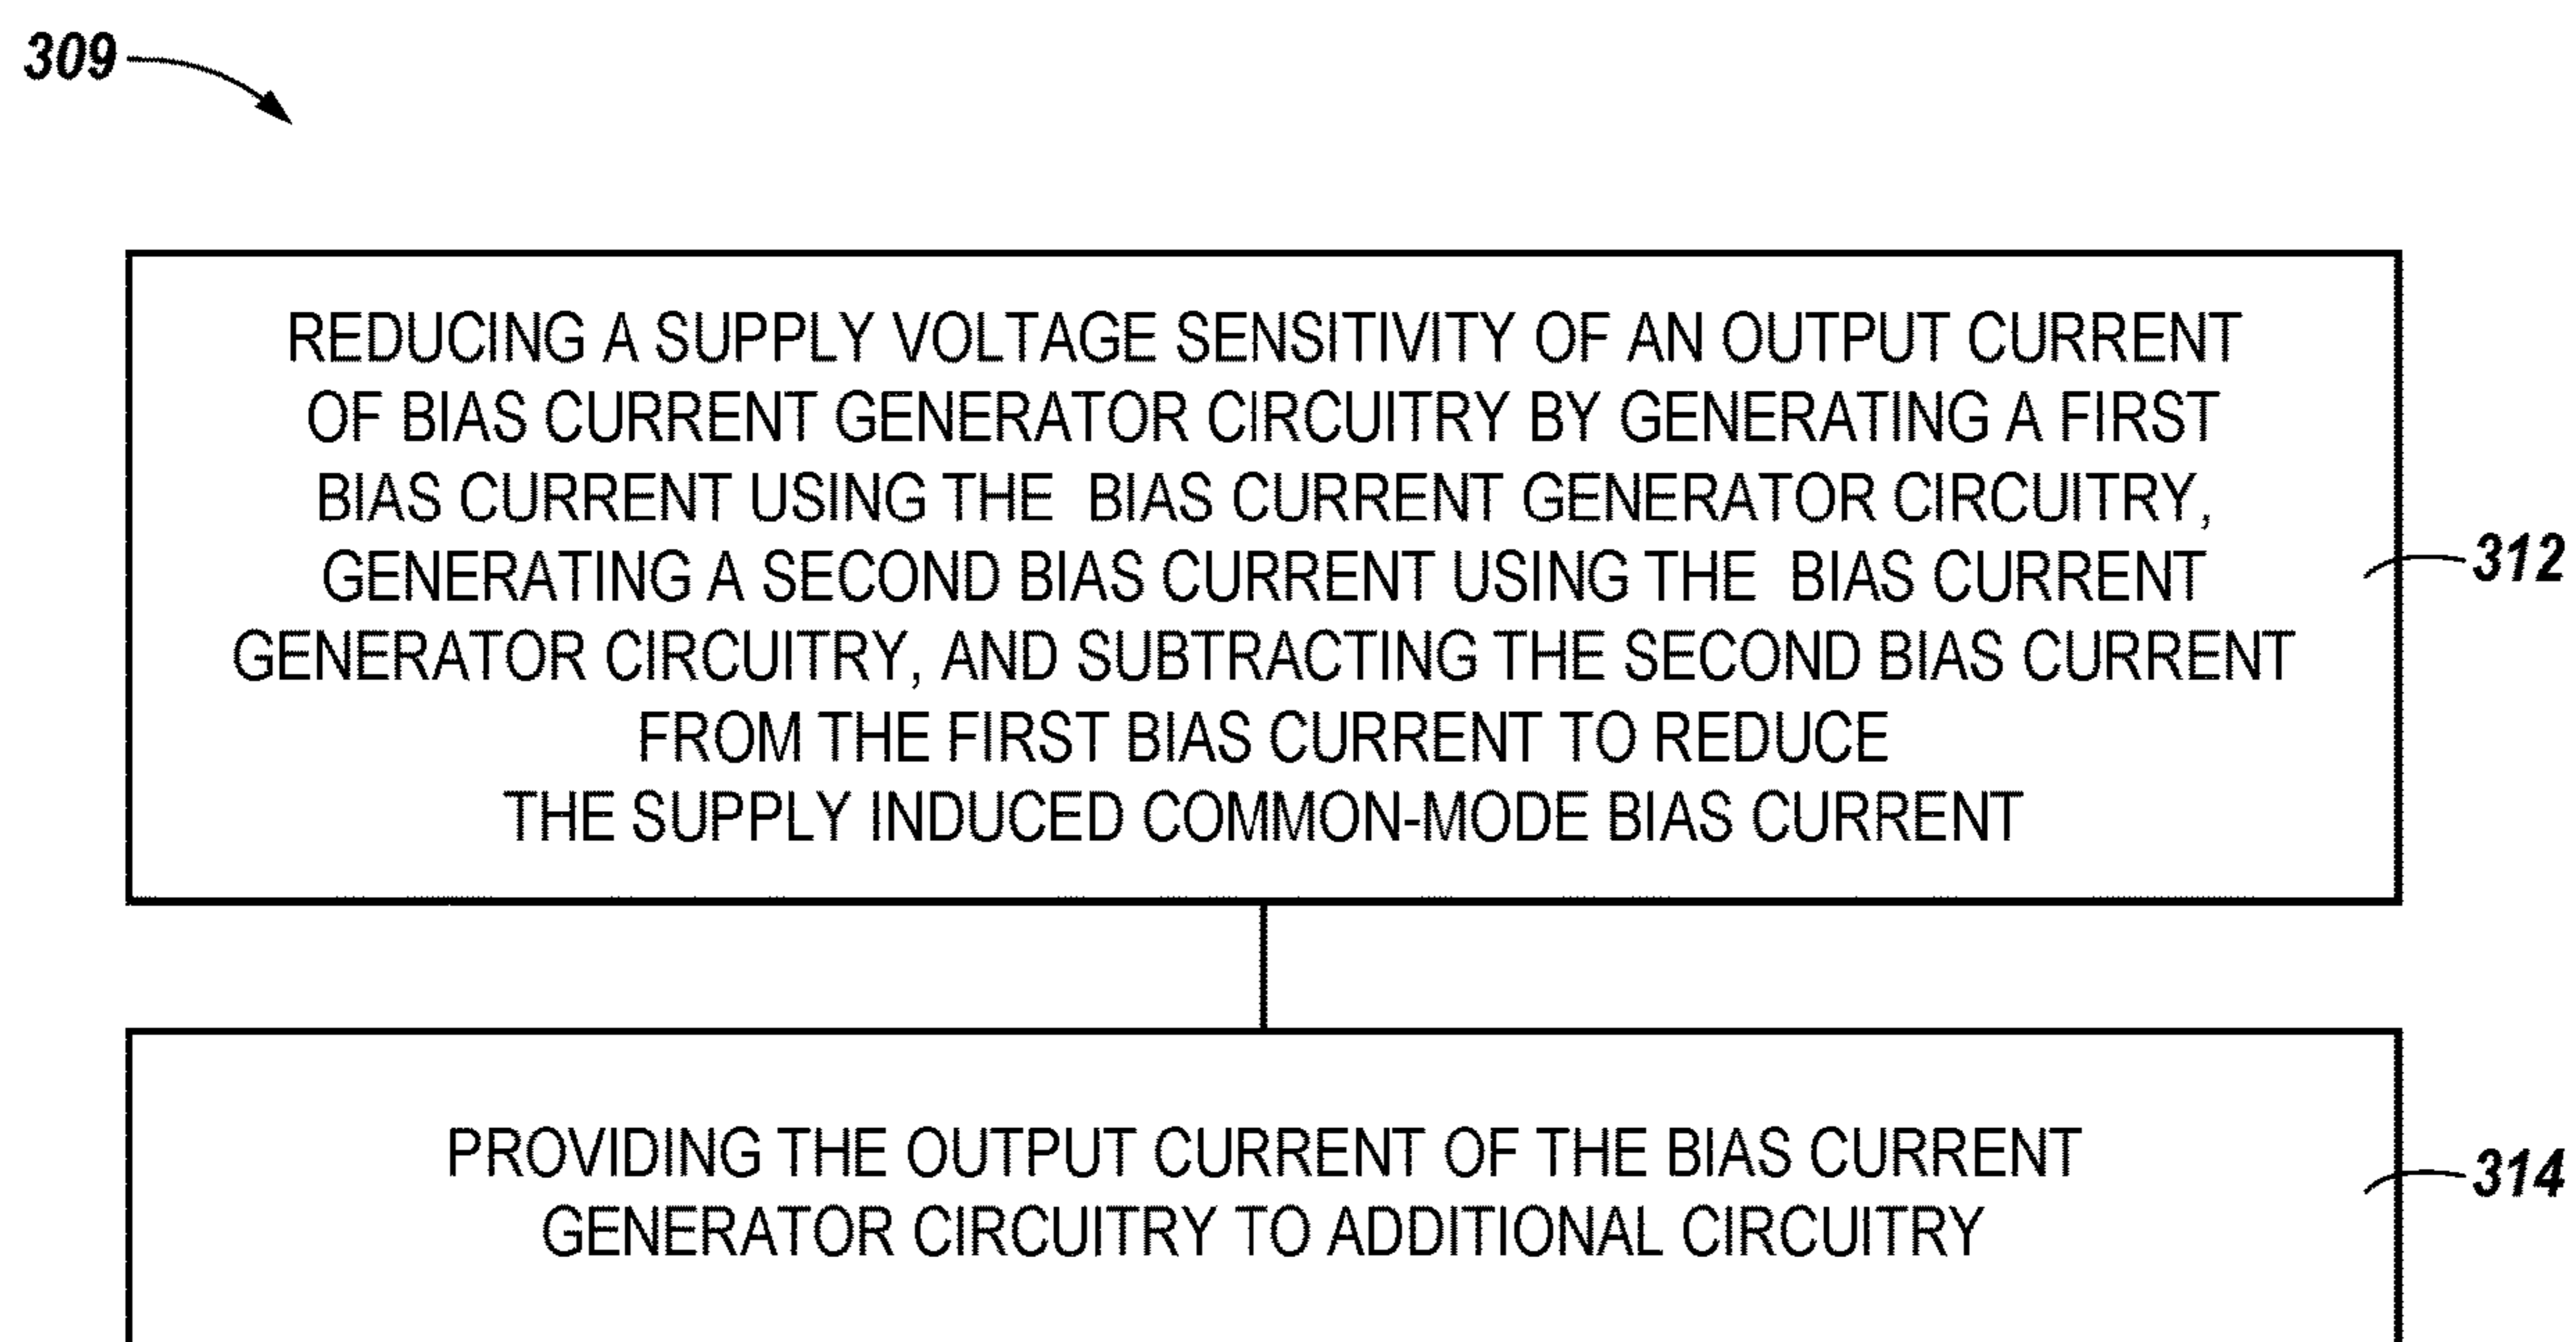 309
REDUCING A SUPPLY VOLTAGE SENSITIVITY OF AN OUTPUT CURRENT
OF BIAS CURRENT GENERATOR CIRCUITRY BY GENERATING A FIRST
BIAS CURRENT USING THE BIAS CURRENT GENERATOR CIRCUITRY,
GENERATING A SECOND BIAS CURRENT USING THE BIAS CURRENT
GENERATOR CIRCUITRY, AND SUBTRACTING THE SECOND BIAS CURRENT
FROM THE FIRST BIAS CURRENT TO REDUCE
THE SUPPLY INDUCED COMMON-MODE BIAS CURRENT
312
PROVIDING THE OUTPUT CURRENT OF THE BIAS CURRENT
GENERATOR CIRCUITRY TO ADDITIONAL CIRCUITRY
314